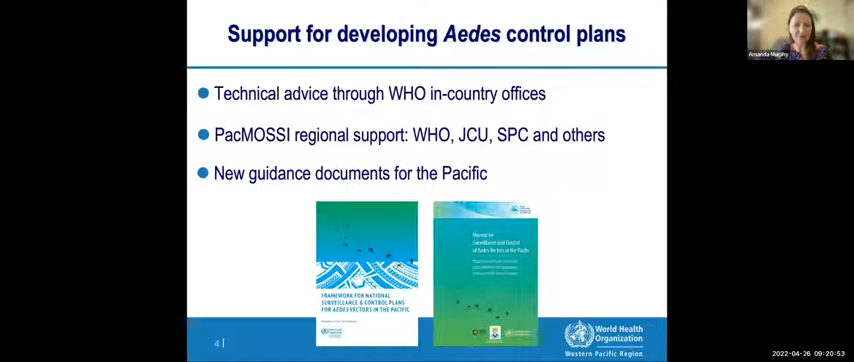 Support for developing Aedes control plans
Amanda Murphy
Technical advice through WHO in-country offices
PacMOSSI regional support: WHO, JCU, SPC and others
New guidance documents for the Pacific
FRAMEWORK FOR NATIONAL
SURVEILLANCE & CONTROL PLANS
FOR AEDES VECTORS IN THE PACIFIC
Manual for
Surveillance and Control
of Aedes Vectors in the Pacific
4
World Health
Organization
Western Pacific Region
2022-04-26 09:20:53